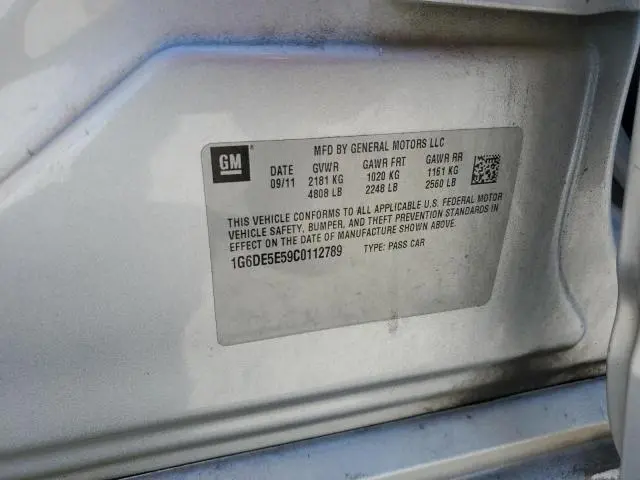 GM
MFD BY GENERAL MOTORS LLC
DATE GVWR GAWR FRT GAWR RR
09/11 2181 KG 1020 KG 1161 KG
4808 LB 2248 LB 2560 LB
THIS VEHICLE CONFORMS TO ALL APPLICABLE U.S. FEDERAL MOTOR
VEHICLE SAFETY, BUMPER, AND THEFT PREVENTION STANDARDS IN
EFFECT ON THE DATE OF MANUFACTURE SHOWN ABOVE.
1G6DE5E59C0112789 TYPE: PASS CAR